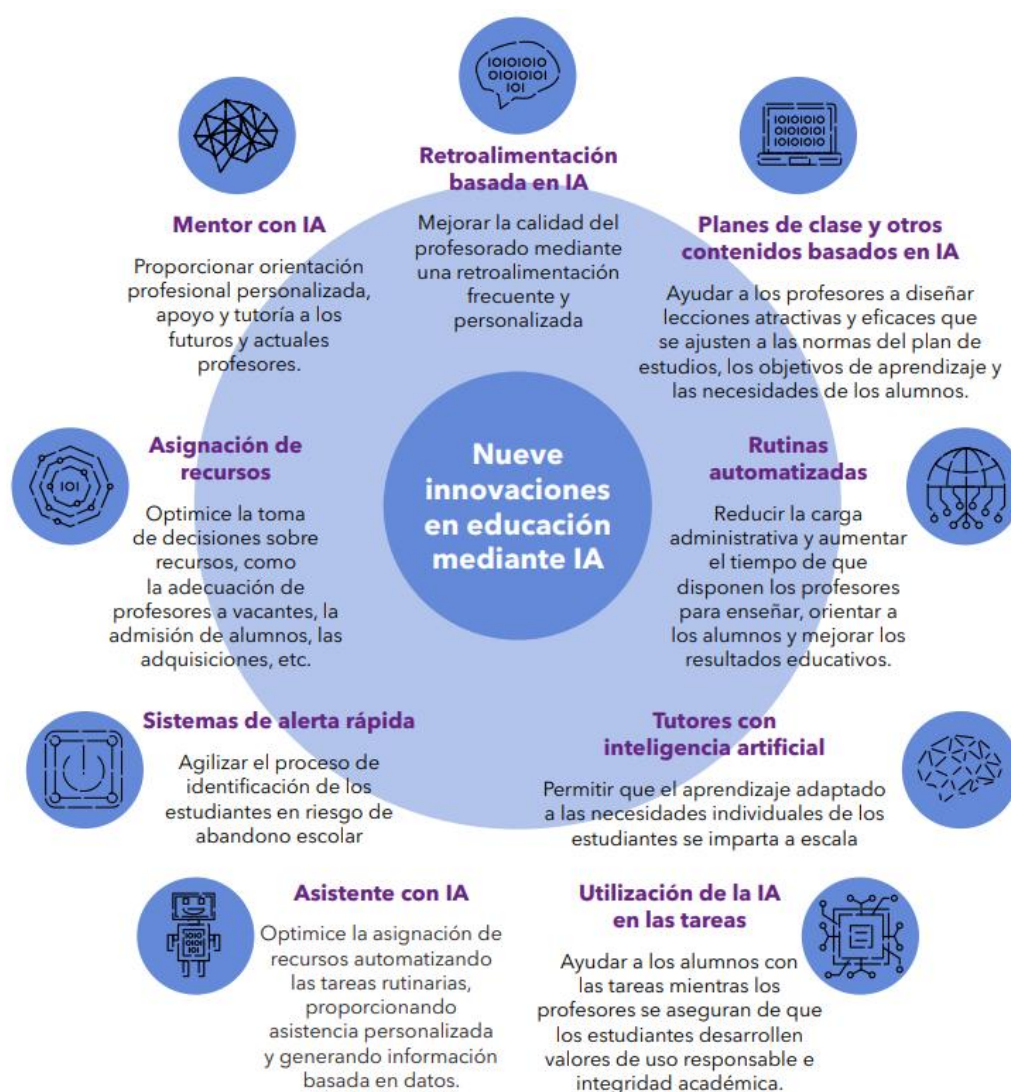 IOIOIOIO
OIOIOIOI
IOI
Retroalimentación
basada en IA
Mejorar la calidad del
profesorado mediante
una retroalimentación
frecuente y
personalizada
IOIOIOIO
OIOIOIOI
IOIOIOIO
Planes de clase y otros
contenidos basados en IA
Ayudar a los profesores a diseñar
lecciones atractivas y eficaces que
se ajusten a las normas del plan de
estudios, los objetivos de aprendizaje y
las necesidades de los alumnos.
Rutinas
automatizadas
Reducir la carga
administrativa y aumentar
el tiempo de que
disponen los profesores
para enseñar, orientar a
los alumnos y mejorar los
resultados educativos.
Tutores con
inteligencia artificial
Permitir que el aprendizaje adaptado
a las necesidades individuales de los
estudiantes se imparta a escala
Utilización de la IA
en las tareas
Ayudar a los alumnos con
las tareas mientras los
profesores se aseguran de que
los estudiantes desarrollen
valores de uso responsable e
integridad académica.
Asistente con IA
Optimice la asignación de
recursos automatizando
las tareas rutinarias,
proporcionando
asistencia personalizada
y generando información
basada en datos.
IOIO
IOIOI
IOI
Sistemas de alerta rápida
Agilizar el proceso de
identificación de los
estudiantes en riesgo de
abandono escolar
Asignación de
recursos
Optimice la toma
de decisiones sobre
recursos, como
la adecuación de
profesores a vacantes, la
admisión de alumnos, las
adquisiciones, etc.
IOI
Mentor con IA
Proporcionar orientación
profesional personalizada,
apoyo y tutoría a los
futuros y actuales
profesores.
Nueve
innovaciones
en educación
mediante IA